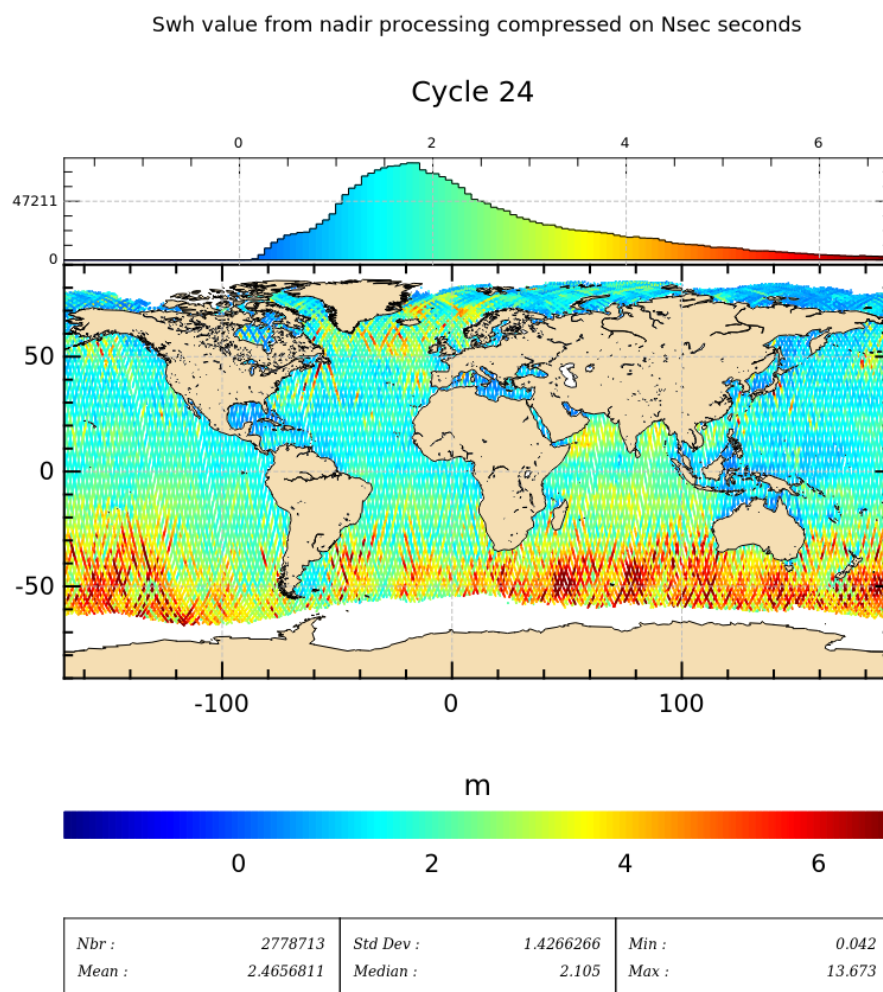 Swh value from nadir processing compressed on Nsec seconds
Cycle 24
0 2 4 6
47211
0
50
0
-50
-100 0 100
m
0 2 4 6
Nbr : 2778713 Std Dev : 1.4266266 Min : 0.042
Mean : 2.4656811 Median : 2.105 Max : 13.673